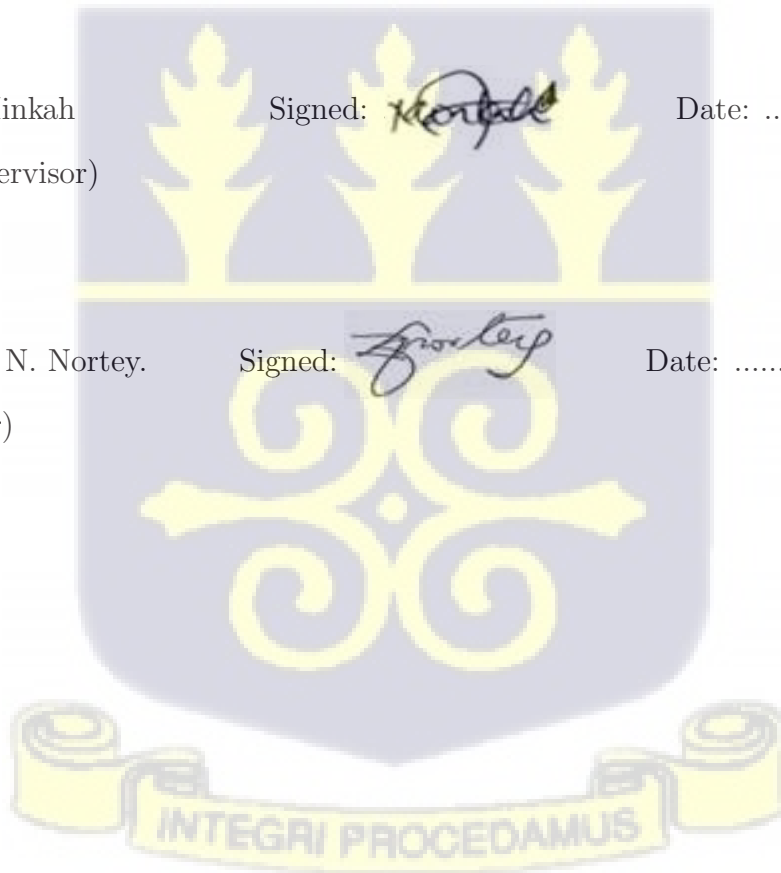 inkah Signed: Date: ..
ervisor)
N. Nortey. Signed: Date: ......
)
INTEGRI PROCEDAMUS